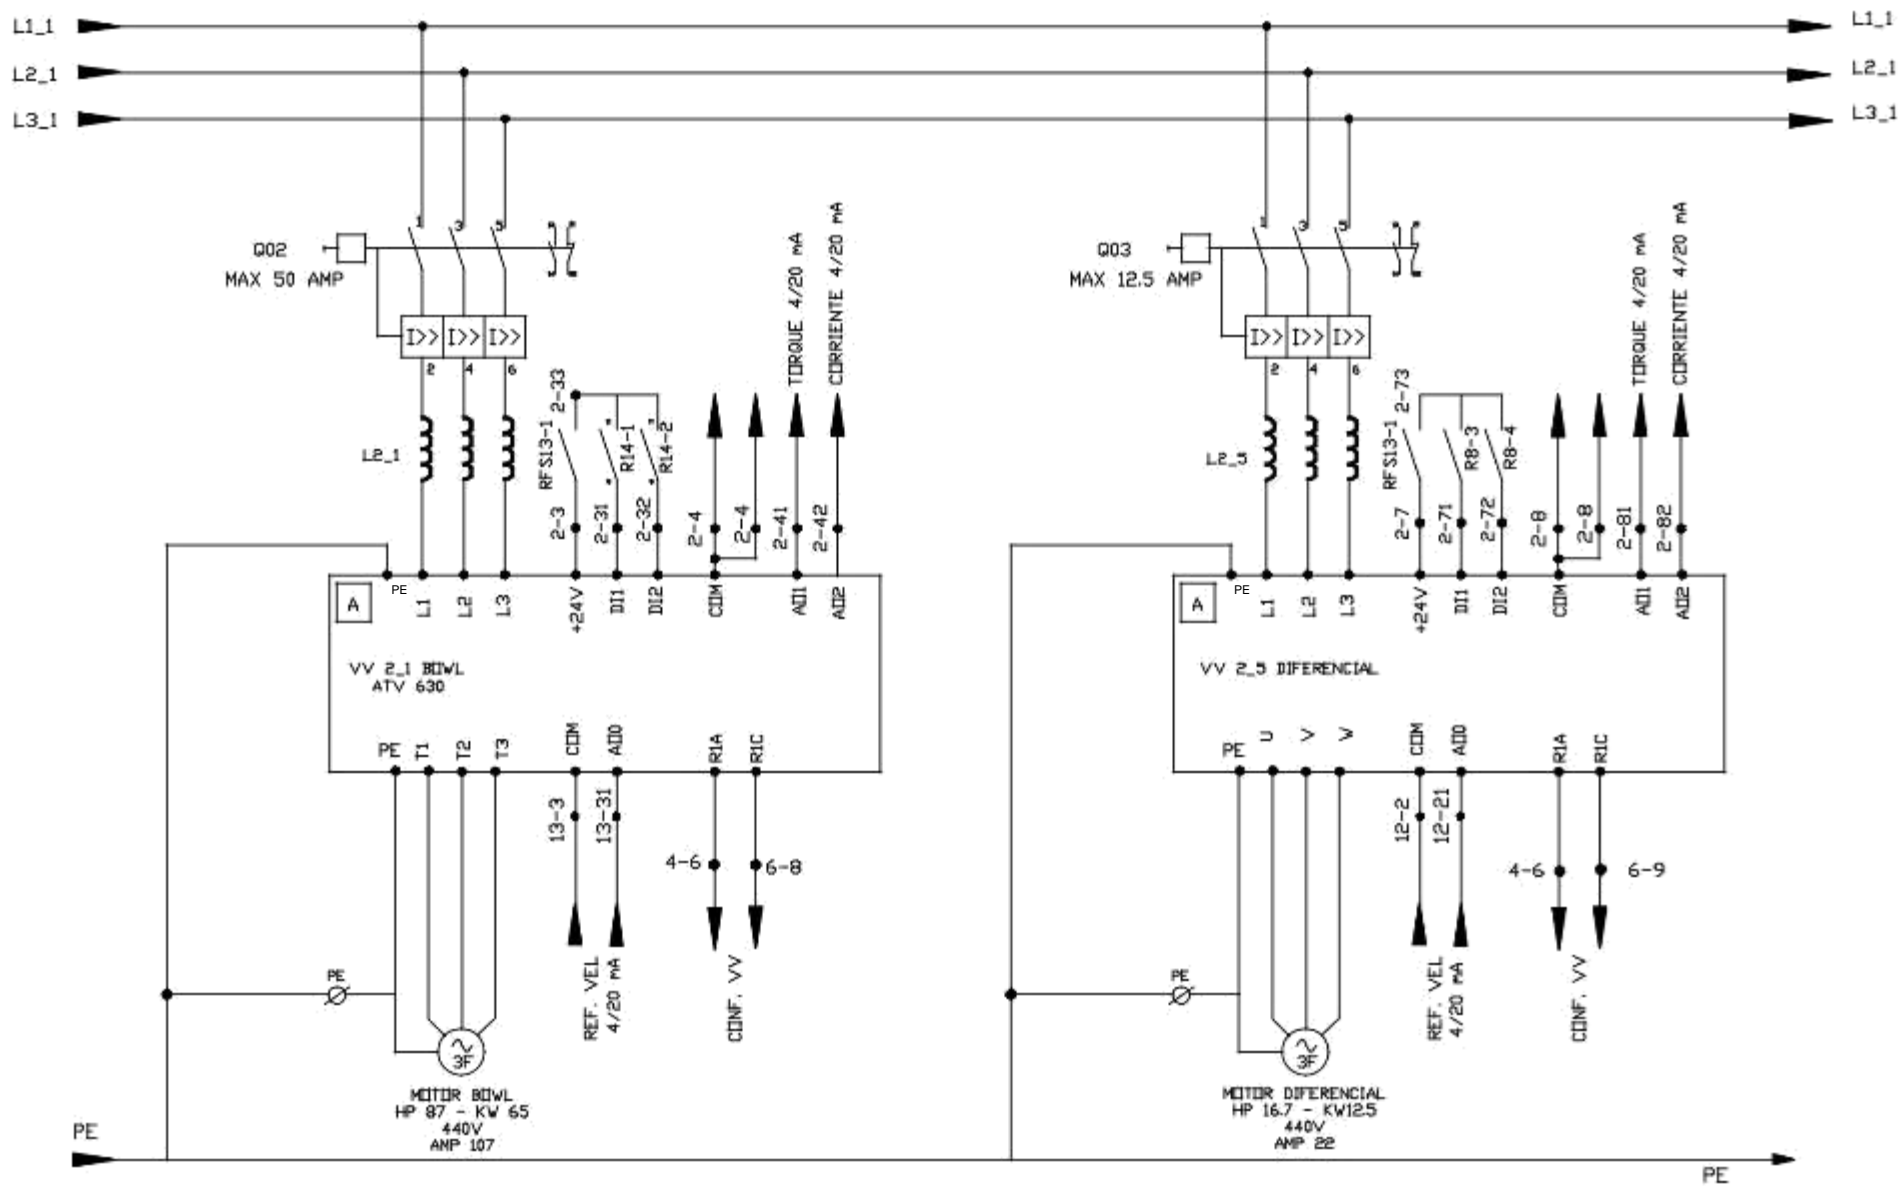 L1_1
L1_1
L2_1
L2_1
L3_1
L3_1
1
3
5
Q02
MAX 50 AMP
I>>
I>>
I>>
2
4
6
L2_1
2-33
RFS13-1
R14-1
R14-2
2-3
2-31
2-32
2-4
2-4
2-41
2-42
TORQUE 4/20 mA
CORRIENTE 4/20 mA
A
PE
L1
L2
L3
+24V
DI1
DI2
COM
AO1
AO2
VV 2_1 BOWL
ATV 630
PE
T1
T2
T3
COM
AO0
R1A
R1C
13-3
13-31
4-6
6-8
REF. VEL
4/20 mA
CONF. VV
PE
3F
MOTOR BOWL
HP 87 - KW 65
440V
AMP 107
1
3
5
Q03
MAX 12.5 AMP
I>>
I>>
I>>
2
4
6
2-73
RFS13-1
R8-3
R8-4
2-7
2-71
2-72
2-8
2-8
2-81
2-82
TORQUE 4/20 mA
CORRIENTE 4/20 mA
A
PE
L1
L2
L3
+24V
DI1
DI2
COM
AO1
AO2
VV 2_5 DIFERENCIAL
PE
U
V
W
COM
AO0
R1A
R1C
12-2
12-21
4-6
6-9
REF. VEL
4/20 mA
CONF. VV
PE
3F
MOTOR DIFERENCIAL
HP 16.7 - KW12.5
440V
AMP 22
PE
PE